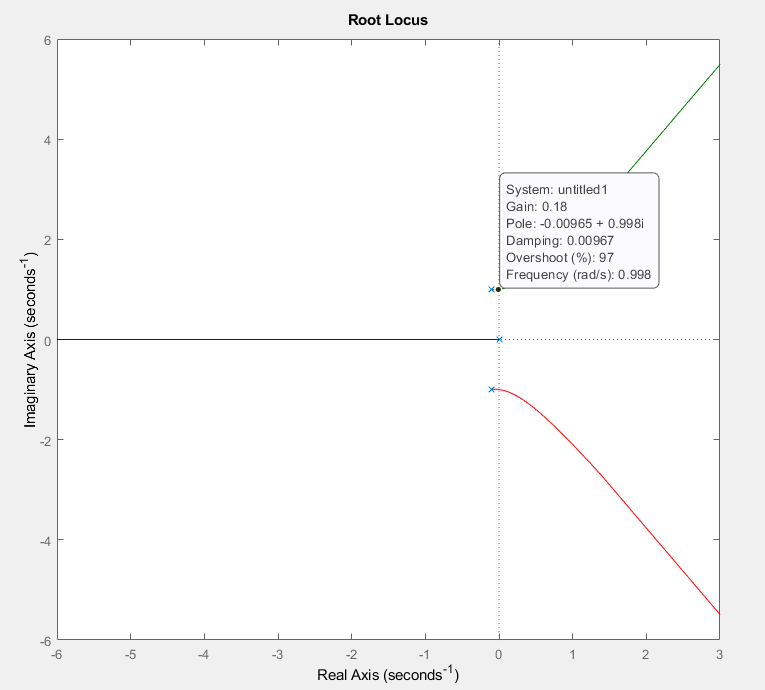 Root Locus
6
4
2
0
-2
-4
-6
Imaginary Axis (seconds⁻¹)
System: untitled1
Gain: 0.18
Pole: -0.00965 + 0.998i
Damping: 0.00967
Overshoot (%): 97
Frequency (rad/s): 0.998
-6 -5 -4 -3 -2 -1 0 1 2 3
Real Axis (seconds⁻¹)